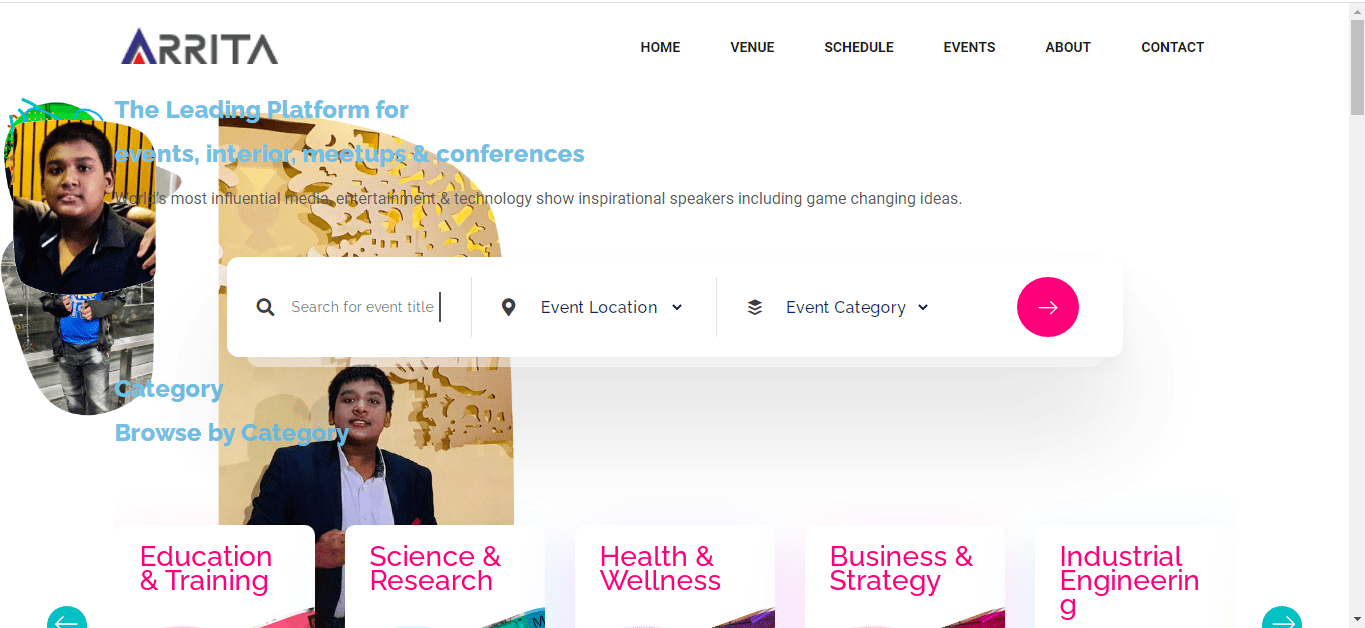 ARRITA
HOME VENUE SCHEDULE EVENTS ABOUT CONTACT
The Leading Platform for
events, interior, meetups & conferences
World's most influential media, entertainment & technology show inspirational speakers including game changing ideas.
Search for event title
Event Location
Event Category
Category
Browse by Category
Education
& Training
Science &
Research
Health &
Wellness
Business &
Strategy
Industrial
Engineerin
g